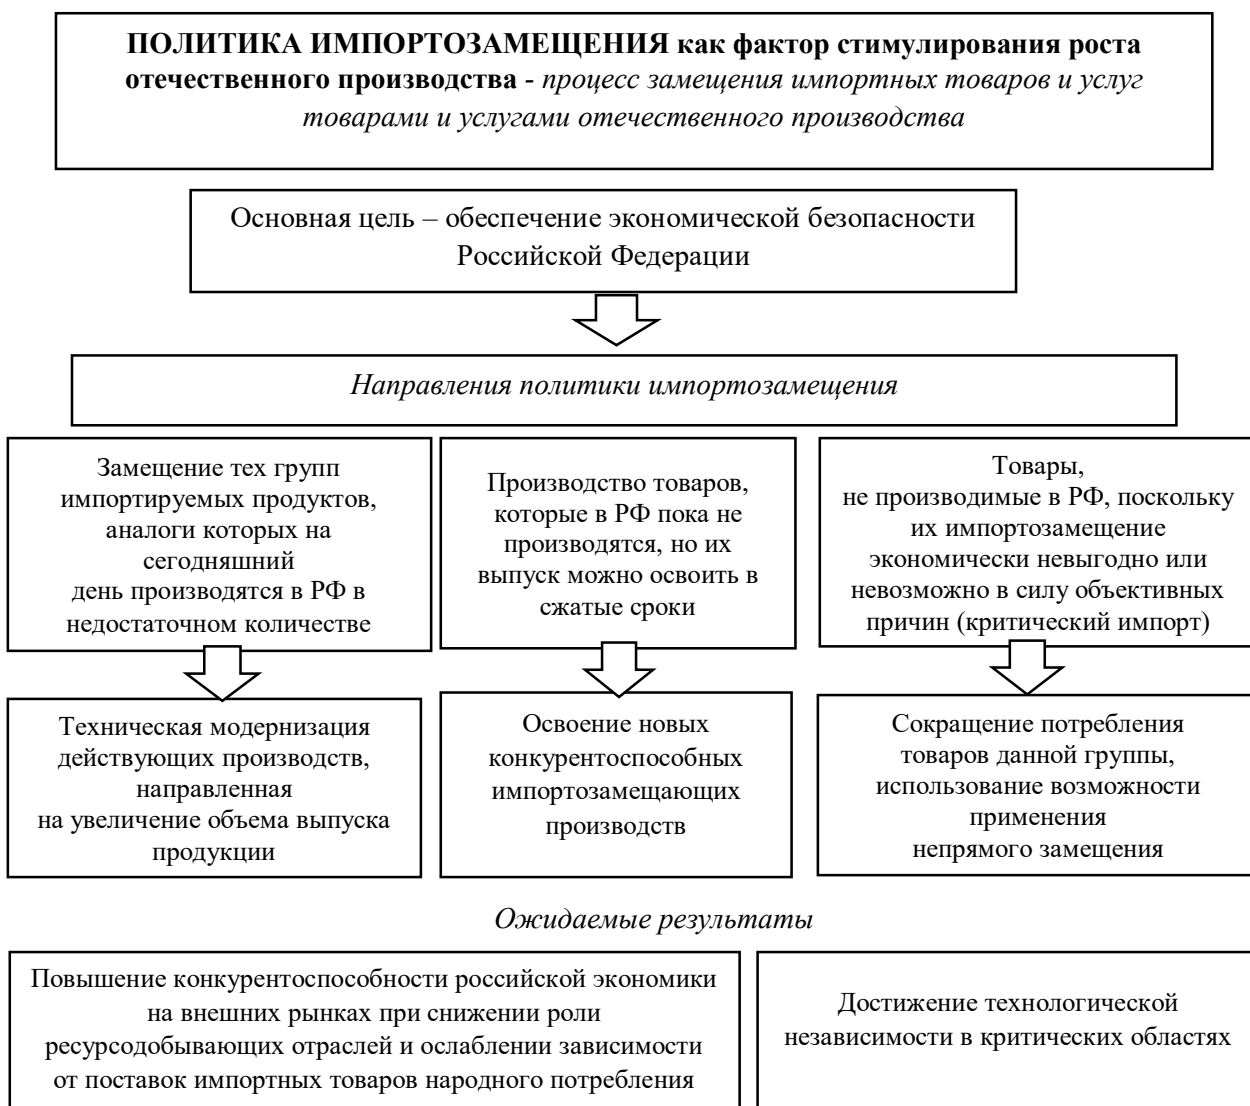 ПОЛИТИКА ИМПОРТОЗАМЕЩЕНИЯ как фактор стимулирования роста
отечественного производства - процесс замещения импортных товаров и услуг
товарами и услугами отечественного производства
Основная цель – обеспечение экономической безопасности
Российской Федерации
Направления политики импортозамещения
Замещение тех групп
импортируемых продуктов,
аналоги которых на
сегодняшний
день производятся в РФ в
недостаточном количестве
Производство товаров,
которые в РФ пока не
производятся, но их
выпуск можно освоить в
сжатые сроки
Товары,
не производимые в РФ, поскольку
их импортозамещение
экономически невыгодно или
невозможно в силу объективных
причин (критический импорт)
Техническая модернизация
действующих производств,
направленная
на увеличение объема выпуска
продукции
Освоение новых
конкурентоспособных
импортозамещающих
производств
Сокращение потребления
товаров данной группы,
использование возможности
применения
непрямого замещения
Ожидаемые результаты
Повышение конкурентоспособности российской экономики
на внешних рынках при снижении роли
ресурсодобывающих отраслей и ослаблении зависимости
от поставок импортных товаров народного потребления
Достижение технологической
независимости в критических областях